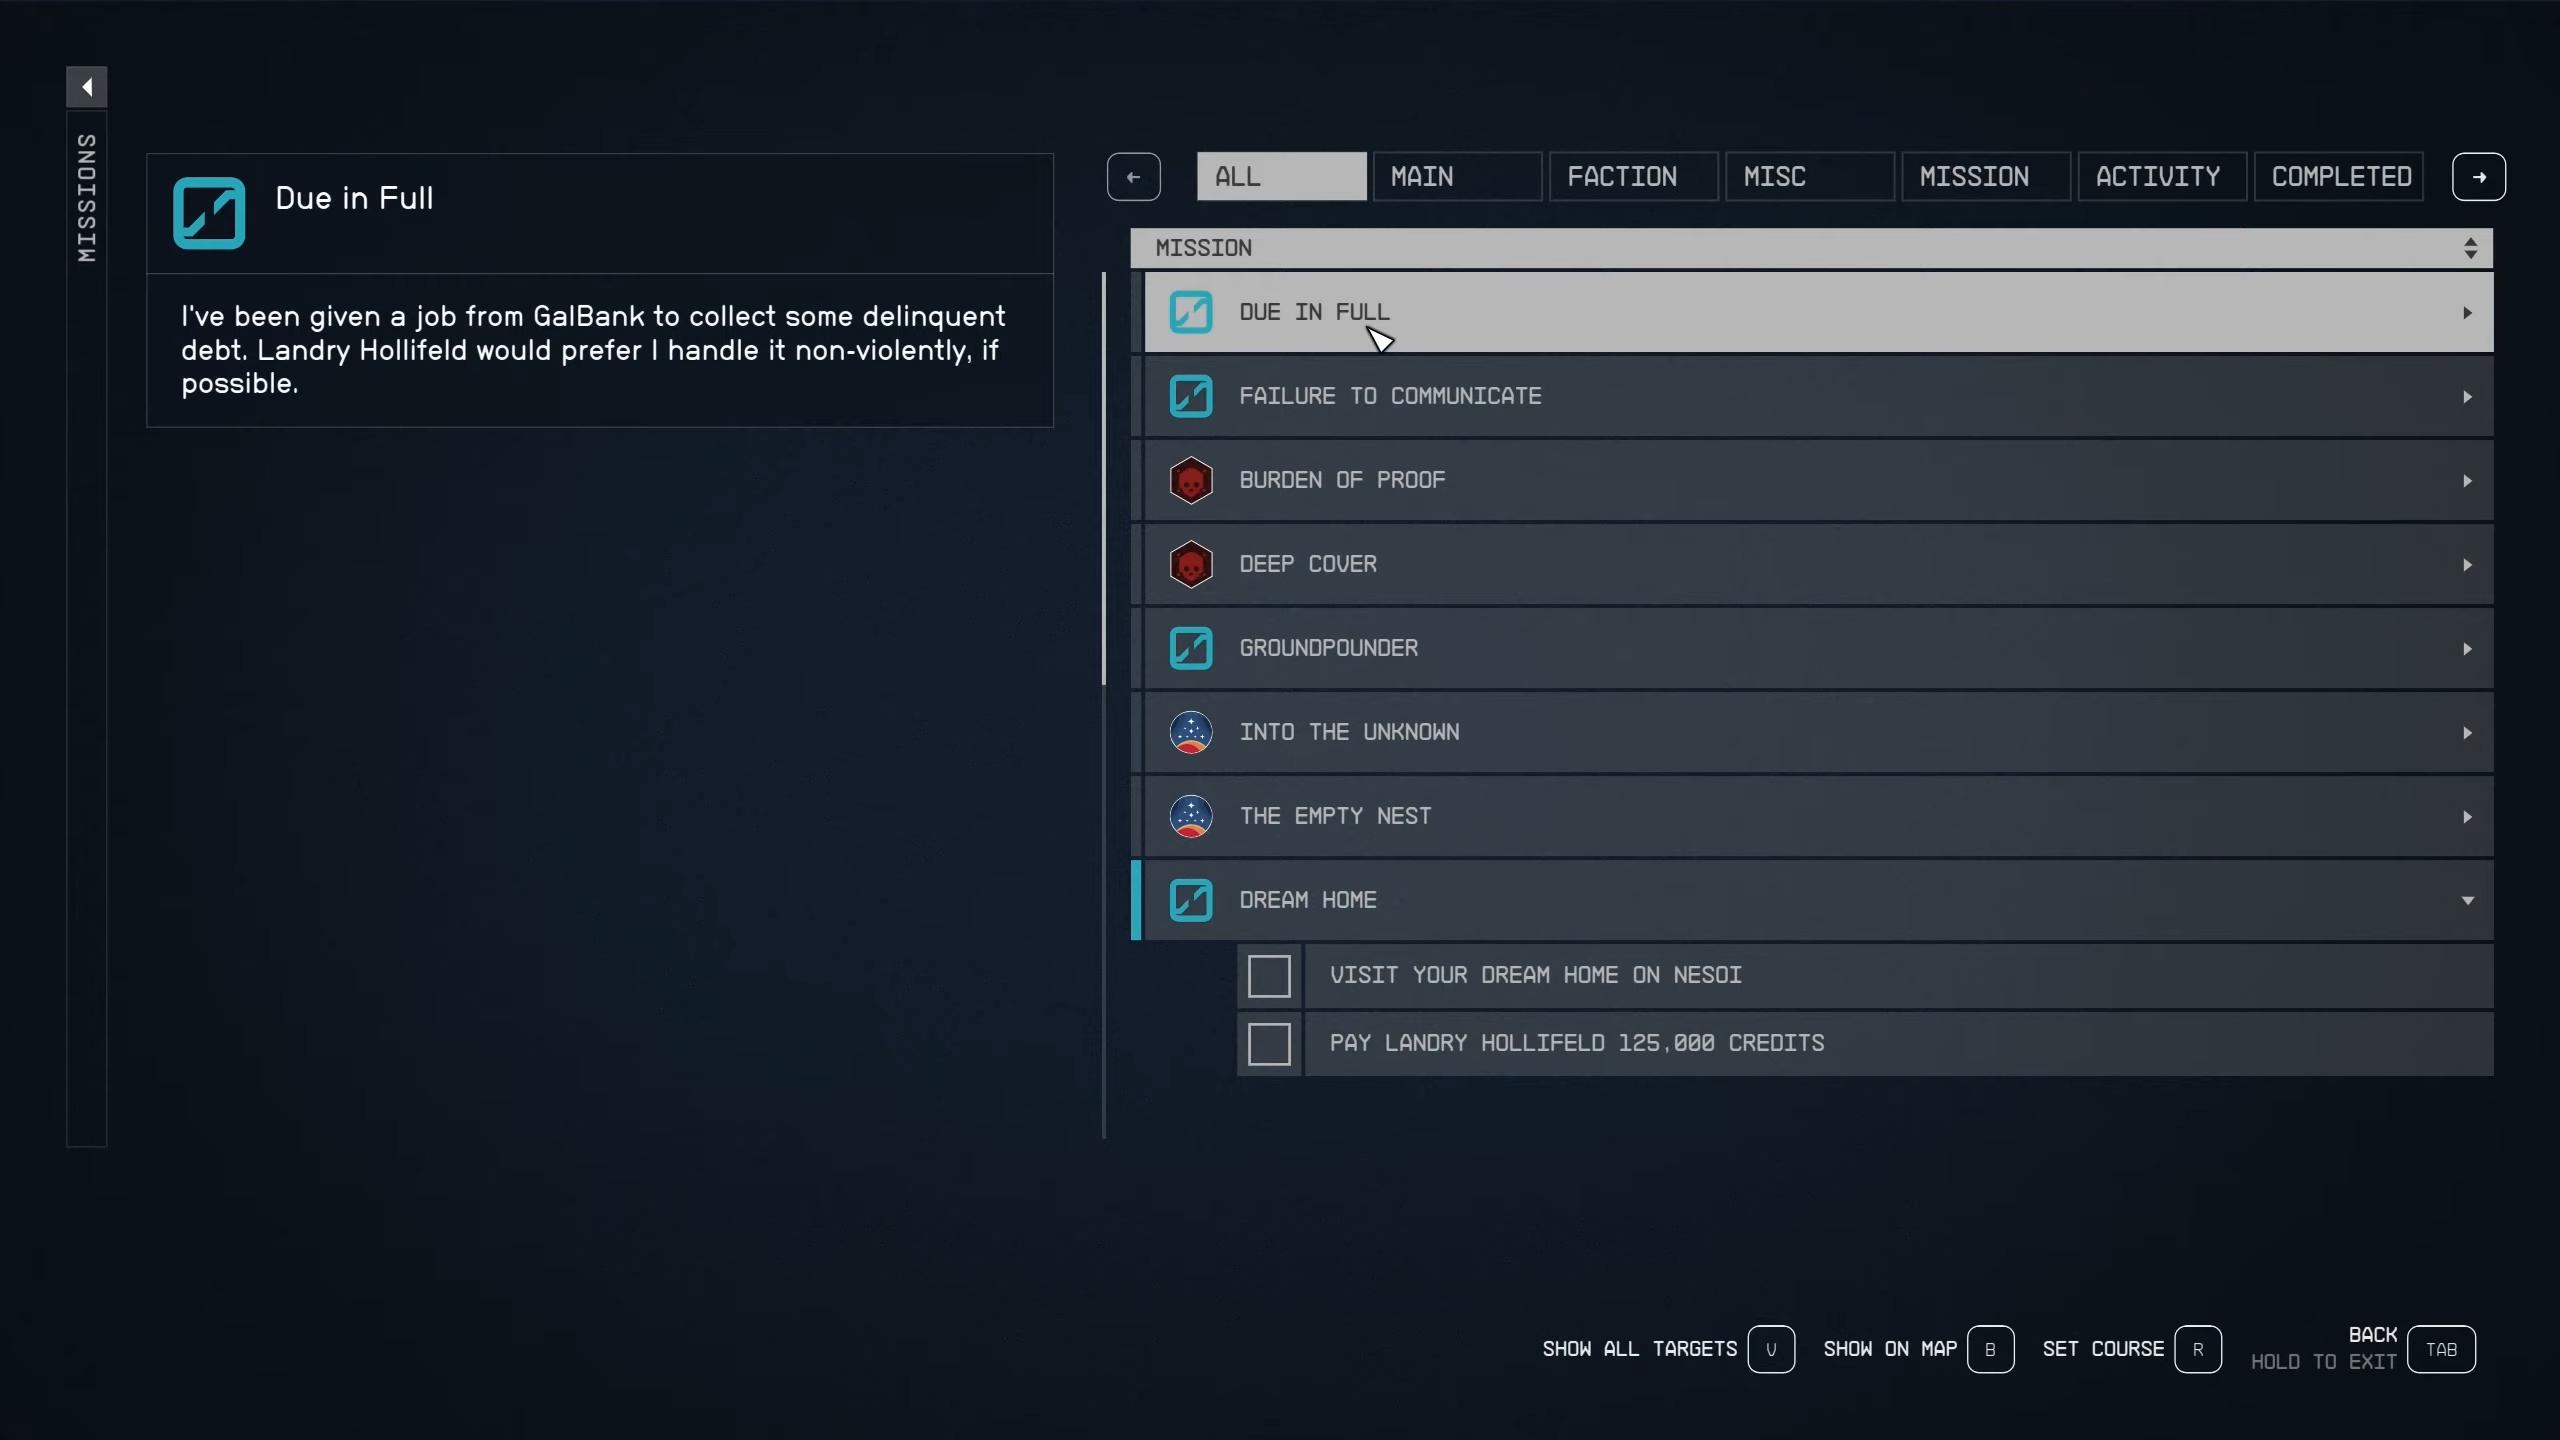 MISSIONS
Due in Full
I've been given a job from GalBank to collect some delinquent
debt. Landry Hollifeld would prefer I handle it non-violently, if
possible.
ALL MAIN FACTION MISC MISSION ACTIVITY COMPLETED
MISSION
DUE IN FULL
FAILURE TO COMMUNICATE
BURDEN OF PROOF
DEEP COVER
GROUNDPOUNDER
INTO THE UNKNOWN
THE EMPTY NEST
DREAM HOME
VISIT YOUR DREAM HOME ON NESOI
PAY LANDRY HOLLIFELD 125,000 CREDITS
SHOW ALL TARGETS V SHOW ON MAP B SET COURSE R BACK TAB
HOLD TO EXIT